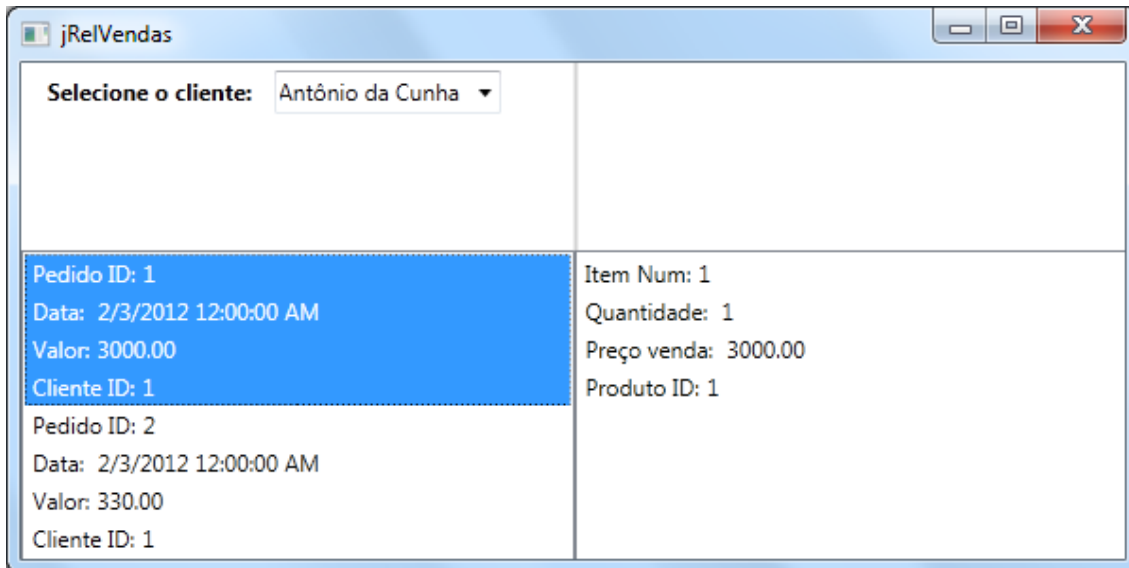 jRelVendas
Selecione o cliente: Antônio da Cunha
Pedido ID: 1
Data: 2/3/2012 12:00:00 AM
Valor: 3000.00
Cliente ID: 1
Pedido ID: 2
Data: 2/3/2012 12:00:00 AM
Valor: 330.00
Cliente ID: 1
Item Num: 1
Quantidade: 1
Preço venda: 3000.00
Produto ID: 1